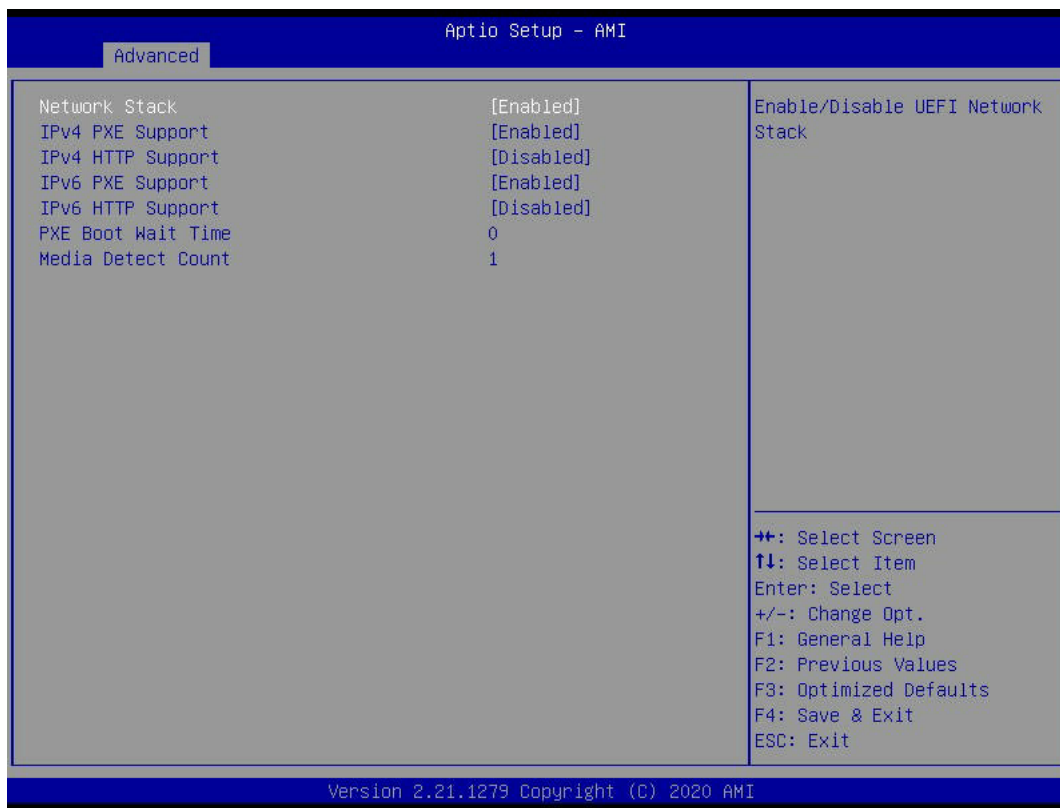 Aptio Setup – AMI
Advanced
Network Stack [Enabled]
IPv4 PXE Support [Enabled]
IPv4 HTTP Support [Disabled]
IPv6 PXE Support [Enabled]
IPv6 HTTP Support [Disabled]
PXE Boot Wait Time 0
Media Detect Count 1
Enable/Disable UEFI Network
Stack
→←: Select Screen
↑↓: Select Item
Enter: Select
+/-: Change Opt.
F1: General Help
F2: Previous Values
F3: Optimized Defaults
F4: Save & Exit
ESC: Exit
Version 2.21.1279 Copyright (C) 2020 AMI